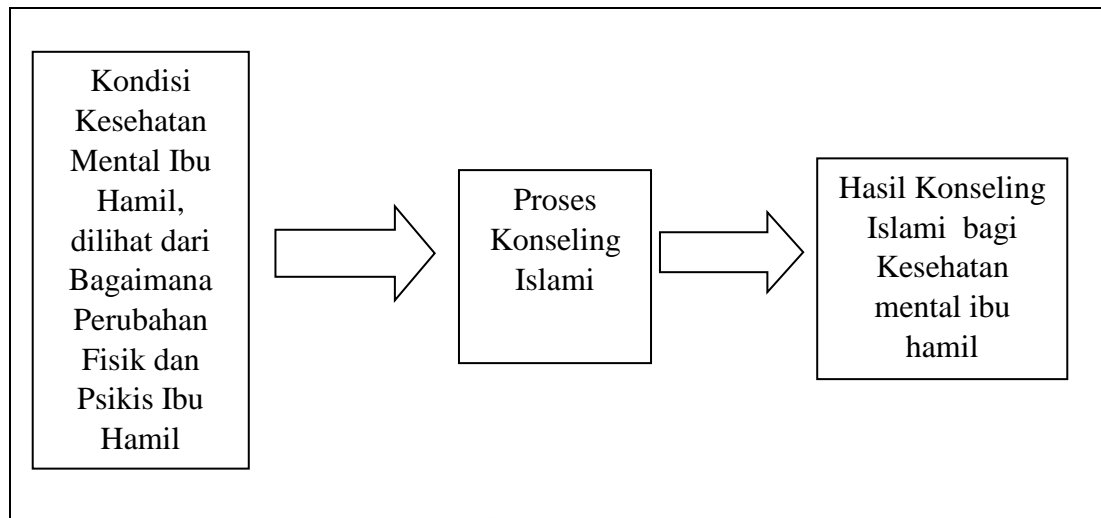 Kondisi
Kesehatan
Mental Ibu
Hamil,
dilihat dari
Bagaimana
Perubahan
Fisik dan
Psikis Ibu
Hamil
Proses
Konseling
Islami
Hasil Konseling
Islami  bagi
Kesehatan
mental ibu
hamil